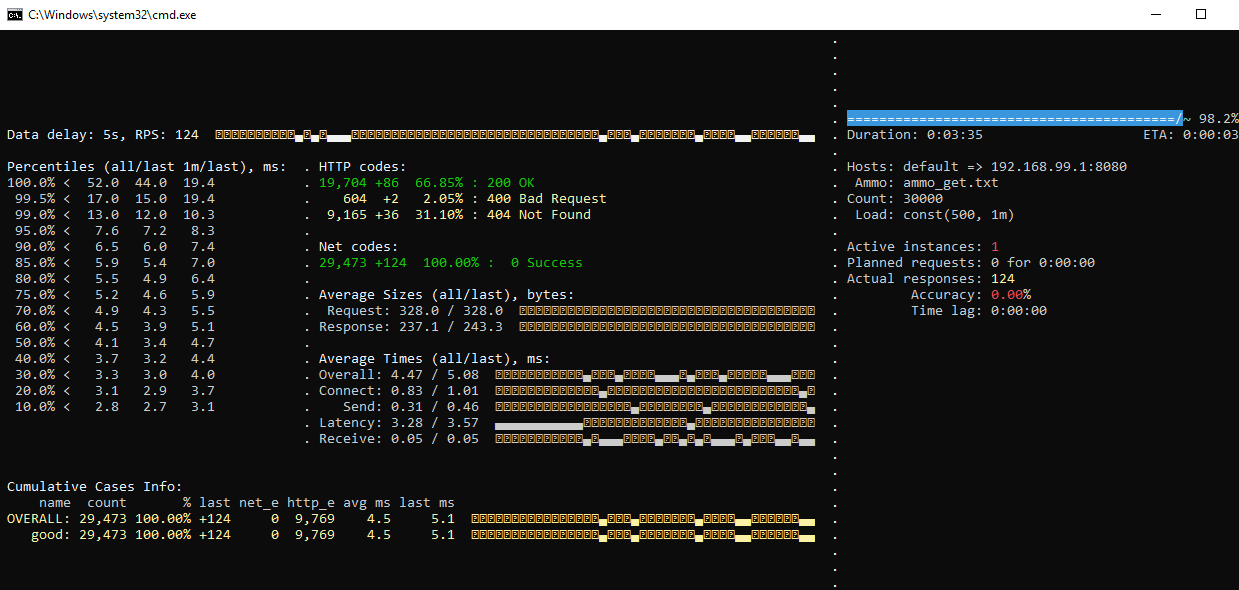 C:\Windows\system32\cmd.exe
Data delay: 5s, RPS: 124
Percentiles (all/last 1m/last), ms:
100.0% < 52.0 44.0 19.4
99.5% < 17.0 15.0 19.4
99.0% < 13.0 12.0 10.3
95.0% < 7.6 7.2 8.3
90.0% < 6.5 6.0 7.4
85.0% < 5.9 5.4 7.0
80.0% < 5.5 4.9 6.4
75.0% < 5.2 4.6 5.9
70.0% < 4.9 4.3 5.5
60.0% < 4.5 3.9 5.1
50.0% < 4.1 3.4 4.7
40.0% < 3.7 3.2 4.4
30.0% < 3.3 3.0 4.0
20.0% < 3.1 2.9 3.7
10.0% < 2.8 2.7 3.1
. HTTP codes:
. 19,704 +86 66.85% : 200 OK
. 604 +2 2.05% : 400 Bad Request
. 9,165 +36 31.10% : 404 Not Found
.
. Net codes:
. 29,473 +124 100.00% : 0 Success
.
. Average Sizes (all/last), bytes:
. Request: 328.0 / 328.0
. Response: 237.1 / 243.3
.
. Average Times (all/last), ms:
. Overall: 4.47 / 5.08
. Connect: 0.83 / 1.01
. Send: 0.31 / 0.46
. Latency: 3.28 / 3.57
. Receive: 0.05 / 0.05
Cumulative Cases Info:
name count % last net_e http_e avg ms last ms
OVERALL: 29,473 100.00% +124 0 9,769 4.5 5.1
good: 29,473 100.00% +124 0 9,769 4.5 5.1
=========================================/~ 98.2%
Duration: 0:03:35 ETA: 0:00:03
Hosts: default => 192.168.99.1:8080
Ammo: ammo_get.txt
Count: 30000
Load: const(500, 1m)
Active instances: 1
Planned requests: 0 for 0:00:00
Actual responses: 124
Accuracy: 0.00%
Time lag: 0:00:00